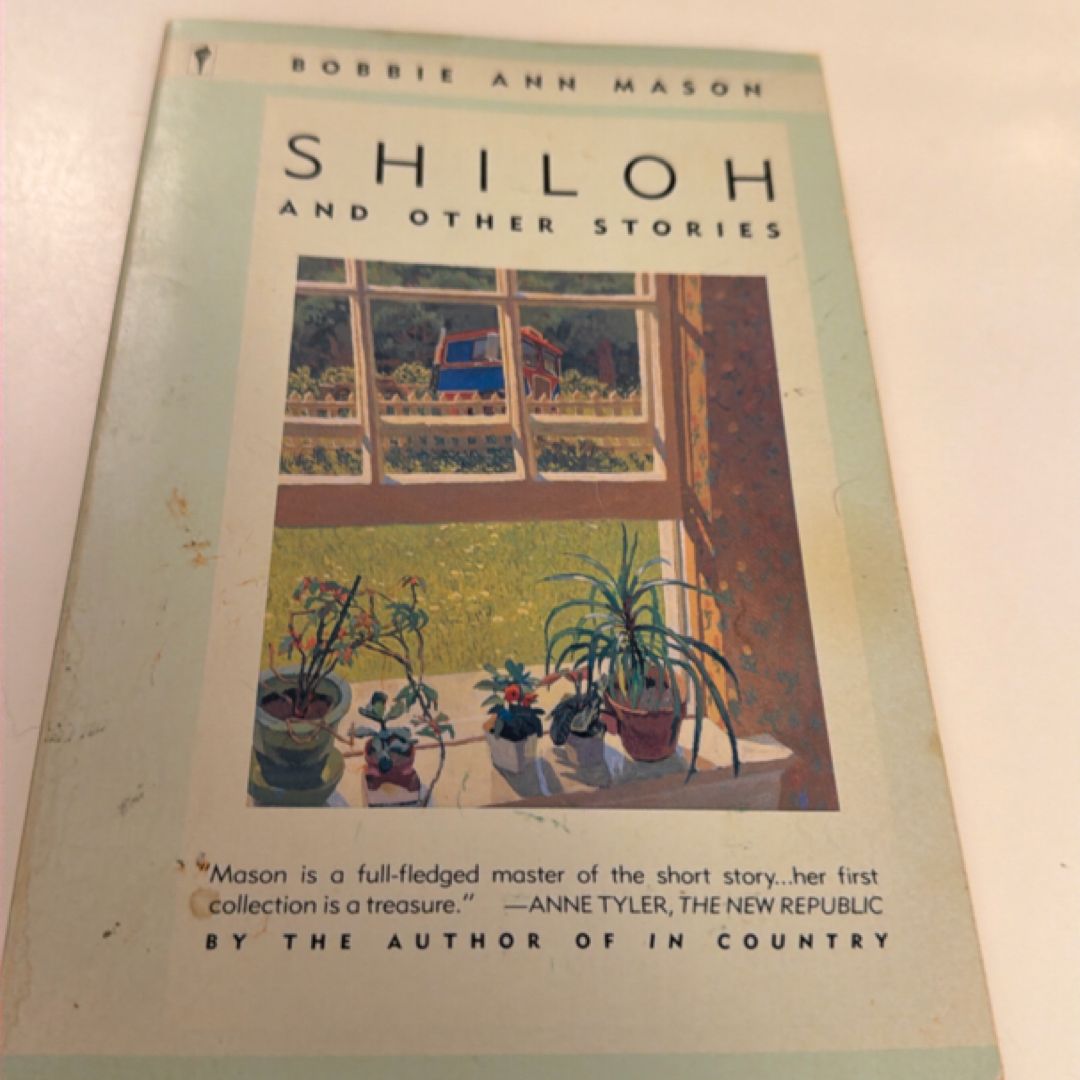 BOBBIE ANN MASON
SHILOH
AND OTHER STORIES
"Mason is a full-fledged master of the short story...her first
collection is a treasure." —ANNE TYLER, THE NEW REPUBLIC
BY THE AUTHOR OF IN COUNTRY